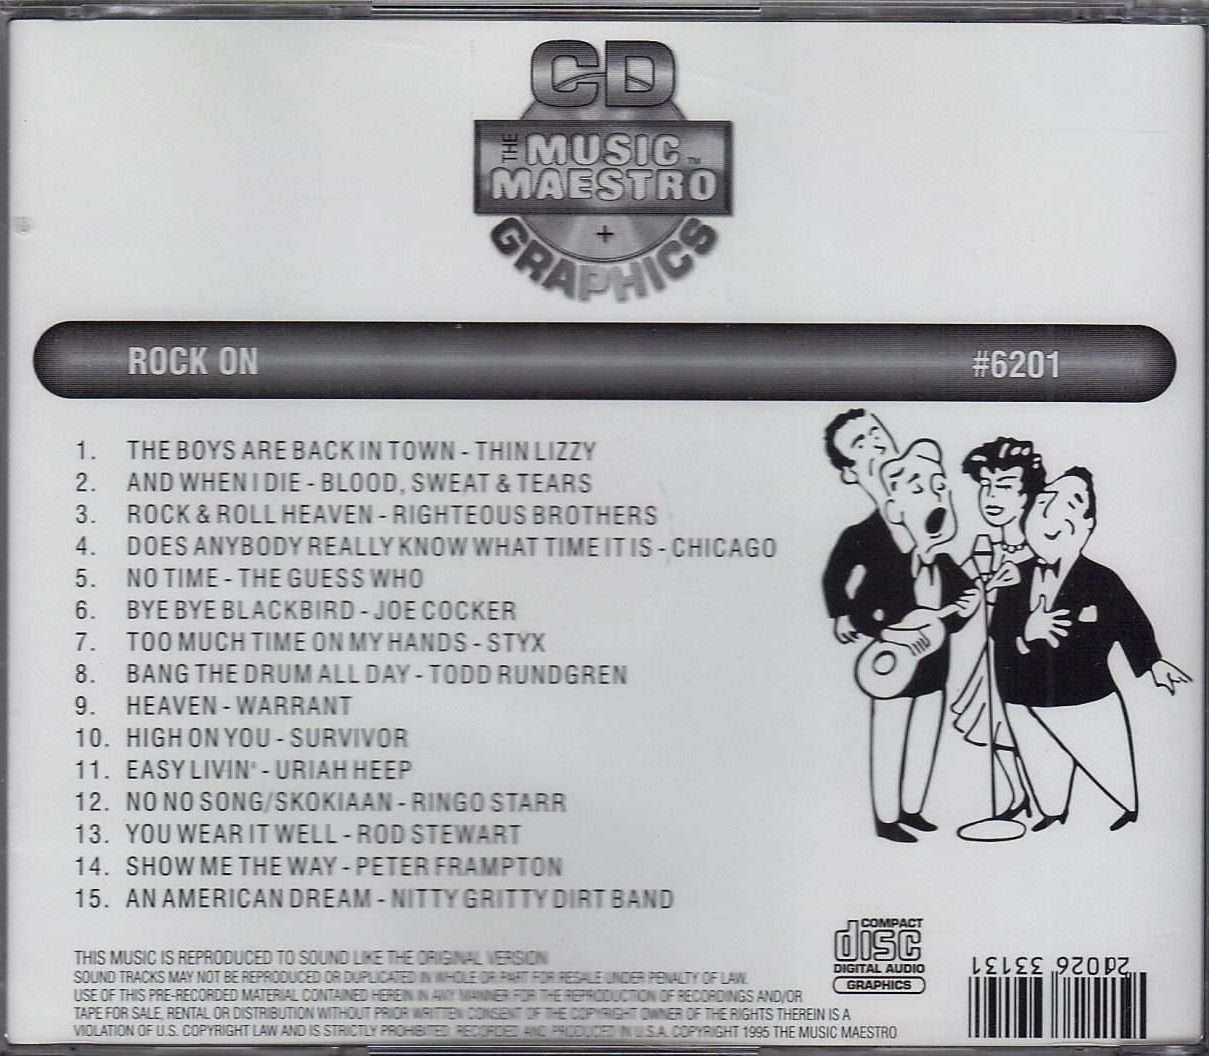 CD
THE MUSIC TM
MAESTRO
+
GRAPHICS
ROCK ON #6201
1. THE BOYS ARE BACK IN TOWN - THIN LIZZY
2. AND WHEN I DIE - BLOOD, SWEAT & TEARS
3. ROCK & ROLL HEAVEN - RIGHTEOUS BROTHERS
4. DOES ANYBODY REALLY KNOW WHAT TIME IT IS - CHICAGO
5. NO TIME - THE GUESS WHO
6. BYE BYE BLACKBIRD - JOE COCKER
7. TOO MUCH TIME ON MY HANDS - STYX
8. BANG THE DRUM ALL DAY - TODD RUNDGREN
9. HEAVEN - WARRANT
10. HIGH ON YOU - SURVIVOR
11. EASY LIVIN' - URIAH HEEP
12. NO NO SONG/SKOKIAAN - RINGO STARR
13. YOU WEAR IT WELL - ROD STEWART
14. SHOW ME THE WAY - PETER FRAMPTON
15. AN AMERICAN DREAM - NITTY GRITTY DIRT BAND
THIS MUSIC IS REPRODUCED TO SOUND LIKE THE ORIGINAL VERSION
SOUND TRACKS MAY NOT BE REPRODUCED OR DUPLICATED IN WHOLE OR PART FOR RESALE UNDER PENALTY OF LAW.
USE OF THIS PRE-RECORDED MATERIAL CONTAINED HEREIN IN ANY MANNER FOR THE REPRODUCTION OF RECORDINGS AND/OR
TAPE FOR SALE, RENTAL OR DISTRIBUTION WITHOUT PRIOR WRITTEN CONSENT OF THE COPYRIGHT OWNER OF THE RIGHTS THEREIN IS A
VIOLATION OF U.S. COPYRIGHT LAW AND IS STRICTLY PROHIBITED. RECORDED AND PRODUCED IN U.S.A. COPYRIGHT 1995 THE MUSIC MAESTRO
COMPACT
disc
DIGITAL AUDIO
GRAPHICS